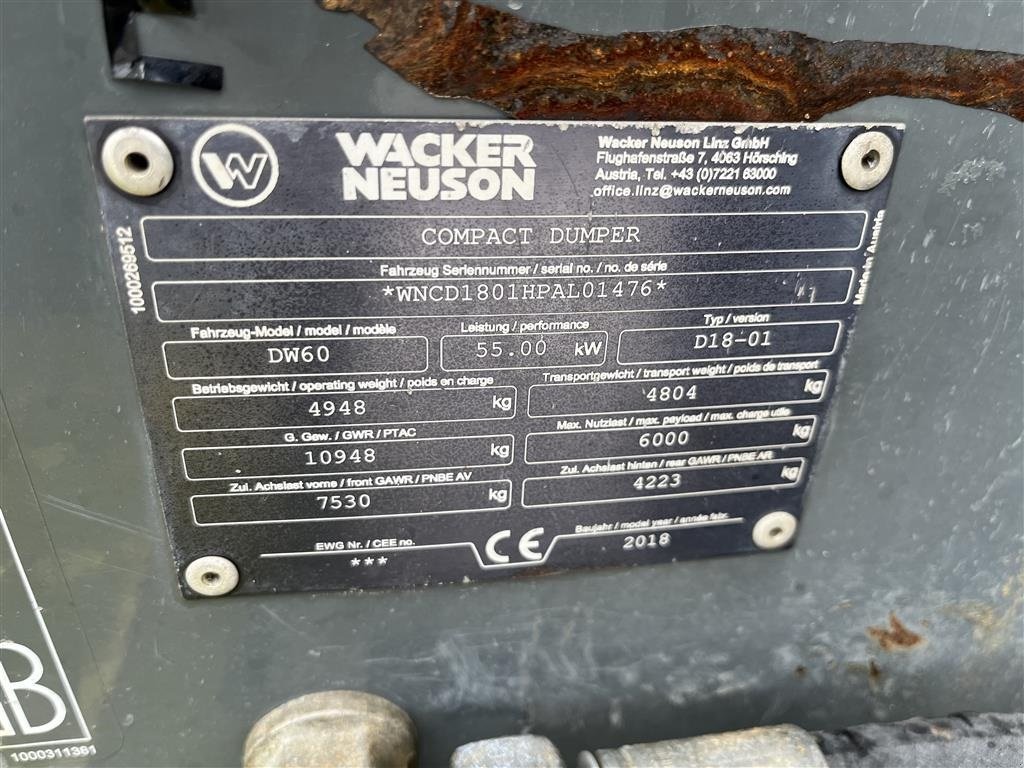 W
WACKER
NEUSON
Wacker Neuson Linz GmbH
Flughafenstraße 7, 4063 Hörsching
Austria, Tel. +43 (0)7221 63000
office.linz@wackerneuson.com
1000269512
COMPACT DUMPER
Made in Austria
Fahrzeug Seriennummer / serial no. / no. de série
*WNCD1801HPAL01476*
Fahrzeug-Model / model / modèle
DW60
Leistung / performance
55.00 kW
Typ / version
D18-01
Betriebsgewicht / operating weight / poids en charge
4948 kg
Transportgewicht / transport weight / poids de transport
4804 kg
G. Gew. / GWR / PTAC
10948 kg
Max. Nutzlast / max. payload / max. charge utile
6000 kg
Zul. Achslast vorne / front GAWR / PNBE AV
7530 kg
Zul. Achslast hinten / rear GAWR / PNBE AR
4223 kg
EWG Nr. / CEE no.
***
CE
Baujahr / model year / année fabr.
2018
B
1000311361